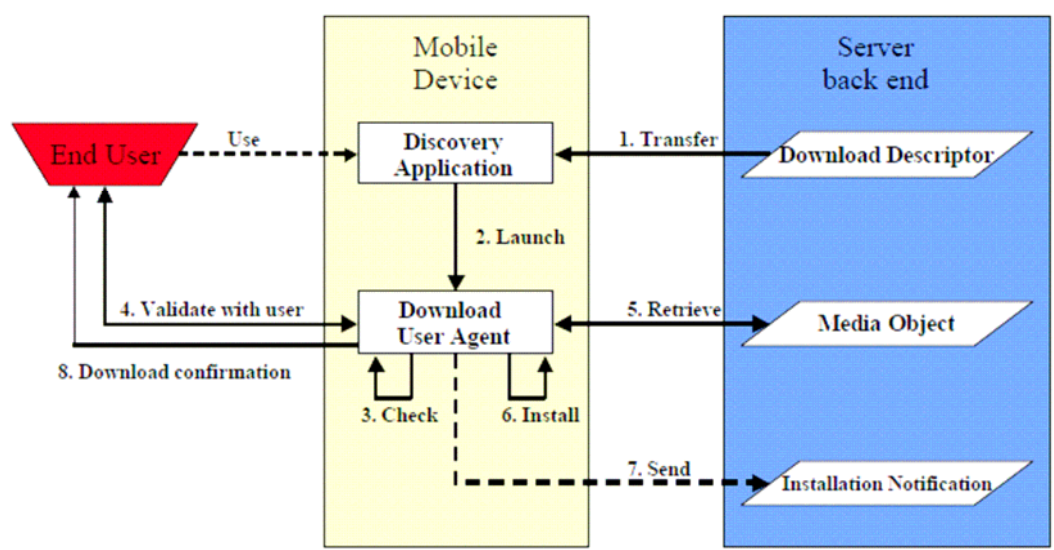 Mobile
Device
Server
back end
End User
Use
Discovery
Application
1. Transfer
Download Descriptor
2. Launch
4. Validate with user
Download
User Agent
5. Retrieve
Media Object
8. Download confirmation
3. Check
6. Install
7. Send
Installation Notification